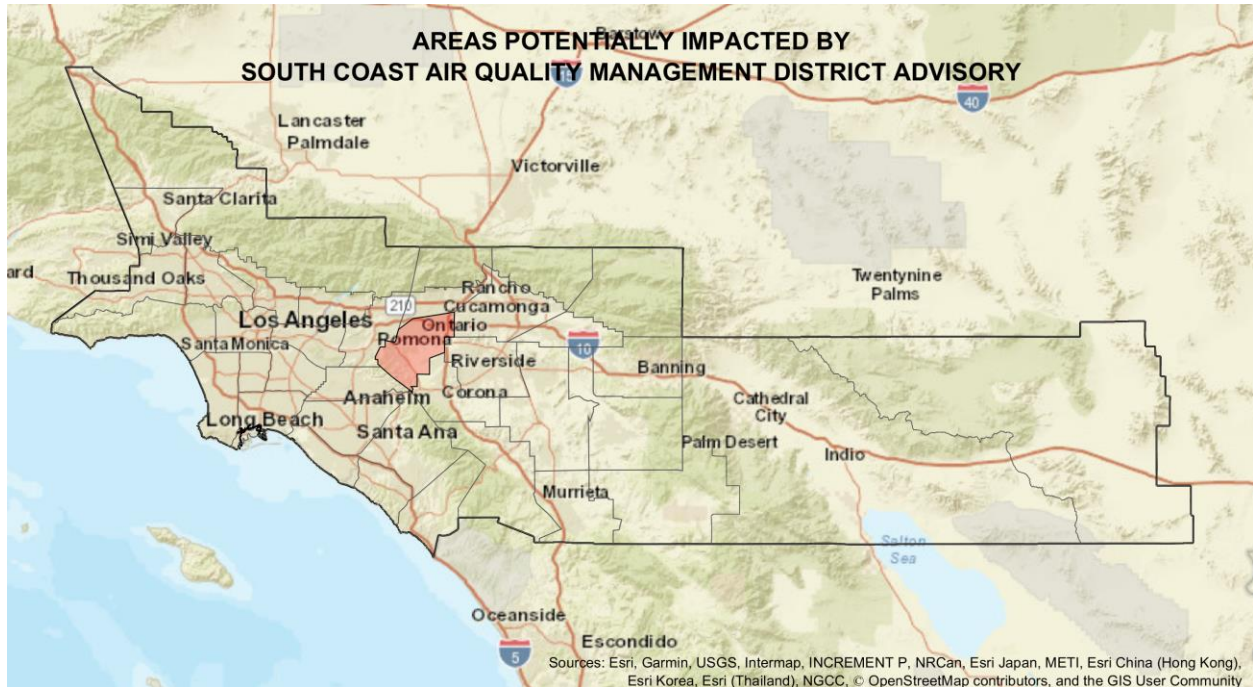 AREAS POTENTIALLY IMPACTED BY
SOUTH COAST AIR QUALITY MANAGEMENT DISTRICT ADVISORY
Barstow
15
40
Lancaster
Palmdale
Victorville
Santa Clarita
Simi Valley
ard
Thousand Oaks
Twentynine
Palms
Rancho
Cucamonga
210
Los Angeles
Ontario
Santa Monica
Pomona
10
Riverside
Banning
Anaheim
Corona
Cathedral
City
Long Beach
Santa Ana
Palm Desert
Indio
Murrieta
Salton
Sea
Oceanside
Escondido
5
Sources: Esri, Garmin, USGS, Intermap, INCREMENT P, NRCan, Esri Japan, METI, Esri China (Hong Kong),
Esri Korea, Esri (Thailand), NGCC, © OpenStreetMap contributors, and the GIS User Community